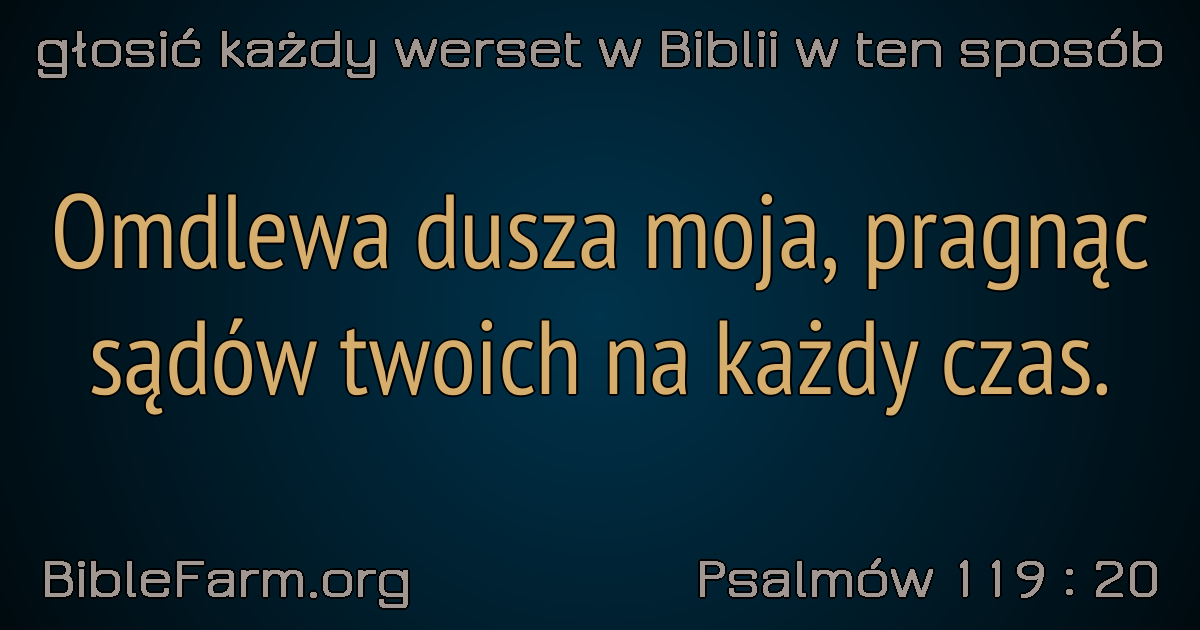 głosić każdy werset w Biblii w ten sposób
Omdlewa dusza moja, pragnąc
sądów twoich na każdy czas.
BibleFarm.org
Psalmów 119 : 20